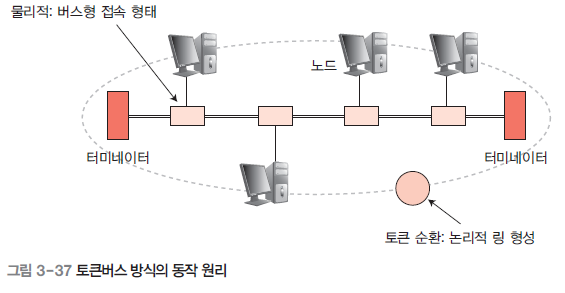 물리적: 버스형 접속 형태
노드
터미네이터
터미네이터
토큰 순환: 논리적 링 형성
그림 3-37 토큰버스 방식의 동작 원리